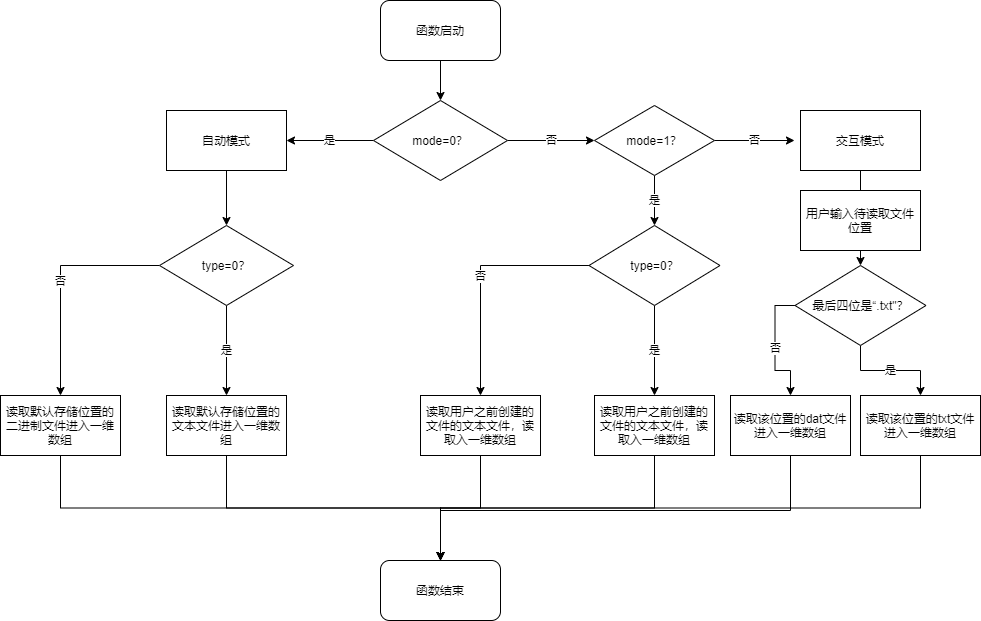 函数启动
自动模式
是
mode=0?
否
mode=1?
否
交互模式
是
用户输入待读取文件
位置
type=0?
type=0?
否
否
最后四位是“.txt”?
是
是
否
是
读取默认存储位置的
二进制文件进入一维
数组
读取默认存储位置的
文本文件进入一维数
组
读取用户之前创建的
文件的文本文件，读
取入一维数组
读取用户之前创建的
文件的文本文件，读
取入一维数组
读取该位置的dat文件
进入一维数组
读取该位置的txt文件
进入一维数组
函数结束